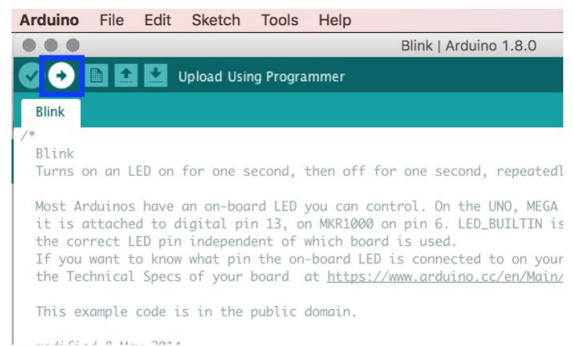 Arduino File Edit Sketch Tools Help
Blink | Arduino 1.8.0
Upload Using Programmer
Blink
/*
Blink
Turns on an LED on for one second, then off for one second, repeatedl
Most Arduinos have an on-board LED you can control. On the UNO, MEGA
it is attached to digital pin 13, on MKR1000 on pin 6. LED_BUILTIN is
the correct LED pin independent of which board is used.
If you want to know what pin the on-board LED is connected to on your
the Technical Specs of your board at https://www.arduino.cc/en/Main/
This example code is in the public domain.
modified 8 May 2014